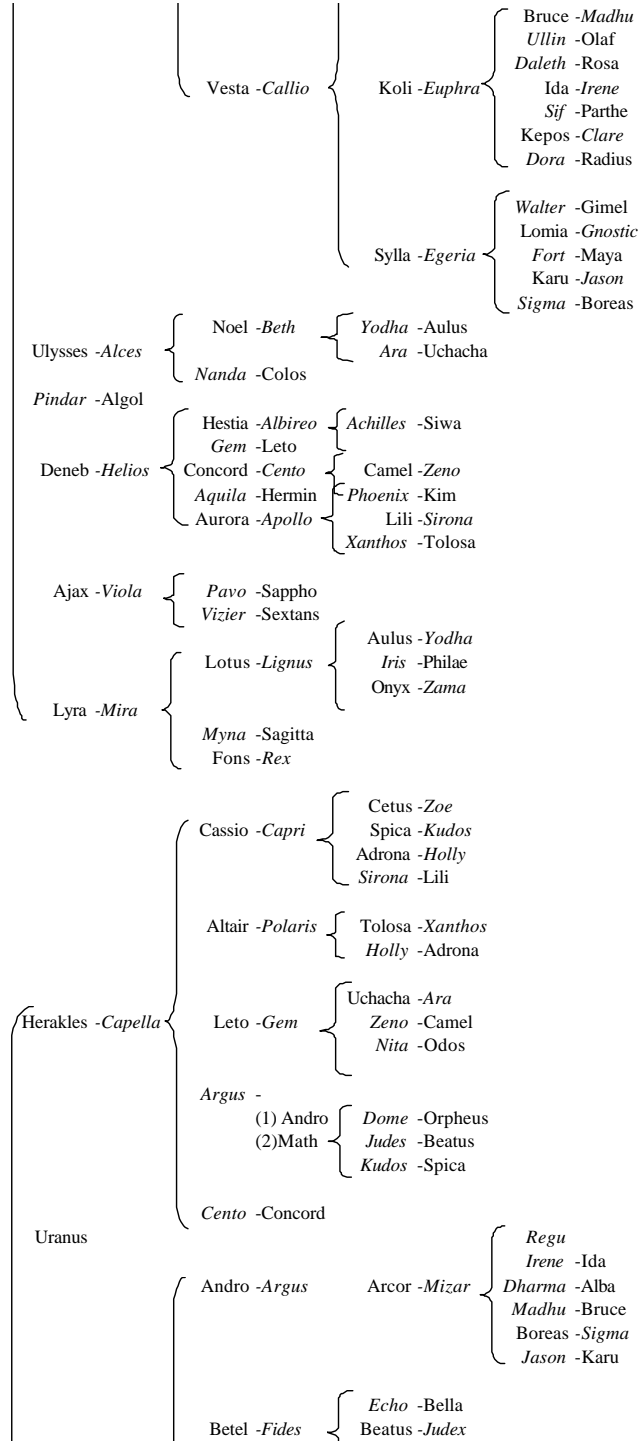 Bruce -Madhu
Ullin -Olaf
Daleth -Rosa
Vesta -Callio Koli -Euphra Ida -Irene
Sif -Parthe
Kepos -Clare
Dora -Radius
Walter -Gimel
Lomia -Gnostic
Sylla -Egeria Fort -Maya
Karu -Jason
Sigma -Boreas
Noel -Beth Yodha -Aulus
Ulysses -Alces Ara -Uchacha
Nanda -Colos
Pindar -Algol
Hestia -Albireo Achilles -Siwa
Gem -Leto
Deneb -Helios Concord -Cento Camel -Zeno
Aquila -Hermin Phoenix -Kim
Aurora -Apollo Lili -Sirona
Xanthos -Tolosa
Ajax -Viola Pavo -Sappho
Vizier -Sextans
Aulus -Yodha
Lotus -Lignus Iris -Philae
Onyx -Zama
Lyra -Mira
Myna -Sagitta
Fons -Rex
Cetus -Zoe
Cassio -Capri Spica -Kudos
Adrona -Holly
Sirona -Lili
Altair -Polaris Tolosa -Xanthos
Holly -Adrona
Uchacha -Ara
Herakles -Capella Leto -Gem Zeno -Camel
Nita -Odos
Argus -
(1) Andro Dome -Orpheus
(2)Math Judes -Beatus
Kudos -Spica
Cento -Concord
Uranus Regu
Irene -Ida
Andro -Argus Arcor -Mizar Dharma -Alba
Madhu -Bruce
Boreas -Sigma
Jason -Karu
Echo -Bella
Betel -Fides Beatus -Judex